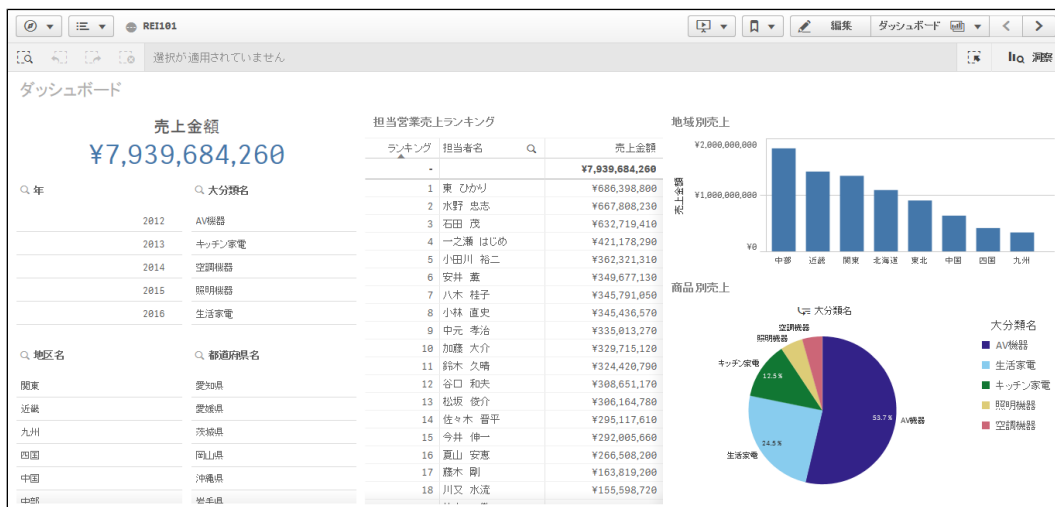 REI101
編集
ダッシュボード
選択が適用されていません
洞察
ダッシュボード
売上金額
¥7,939,684,260
年
2012
2013
2014
2015
2016
大分類名
AV機器
キッチン家電
空調機器
照明機器
生活家電
地区名
関東
近畿
九州
四国
中国
中部
都道府県名
愛知県
愛媛県
茨城県
岡山県
沖縄県
岩手県
担当営業売上ランキング
ランキング 担当者名 売上金額
- ¥7,939,684,260
1 東 ひかり ¥686,398,800
2 水野 忠志 ¥667,808,230
3 石田 茂 ¥632,719,410
4 一之瀬 はじめ ¥421,178,290
5 小田川 裕二 ¥362,321,310
6 安井 薫 ¥349,677,130
7 八木 桂子 ¥345,791,050
8 小林 直史 ¥345,436,570
9 中元 孝治 ¥335,013,270
10 加藤 大介 ¥329,715,120
11 鈴木 久晴 ¥324,420,790
12 谷口 和夫 ¥308,651,170
13 松坂 俊介 ¥306,164,780
14 佐々木 晋平 ¥295,117,610
15 今井 伸一 ¥292,005,660
16 夏山 安恵 ¥266,508,200
17 藤木 剛 ¥163,819,200
18 川又 水流 ¥155,598,720
地域別売上
売上金額
¥2,000,000,000
¥1,000,000,000
¥0
中部 近畿 関東 北海道 東北 中国 四国 九州
商品別売上
大分類名
空調機器
照明機器
キッチン家電
12.5%
53.7%
AV機器
24.5%
生活家電
大分類名
AV機器
生活家電
キッチン家電
照明機器
空調機器